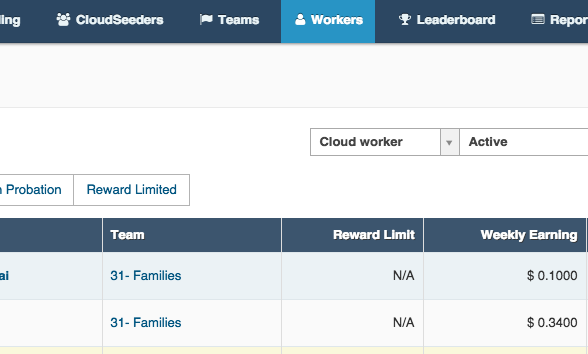 ing CloudSeeders Teams Workers Leaderboard Repor
Cloud worker Active
n Probation Reward Limited
Team Reward Limit Weekly Earning
ai 31- Families N/A $ 0.1000
31- Families N/A $ 0.3400